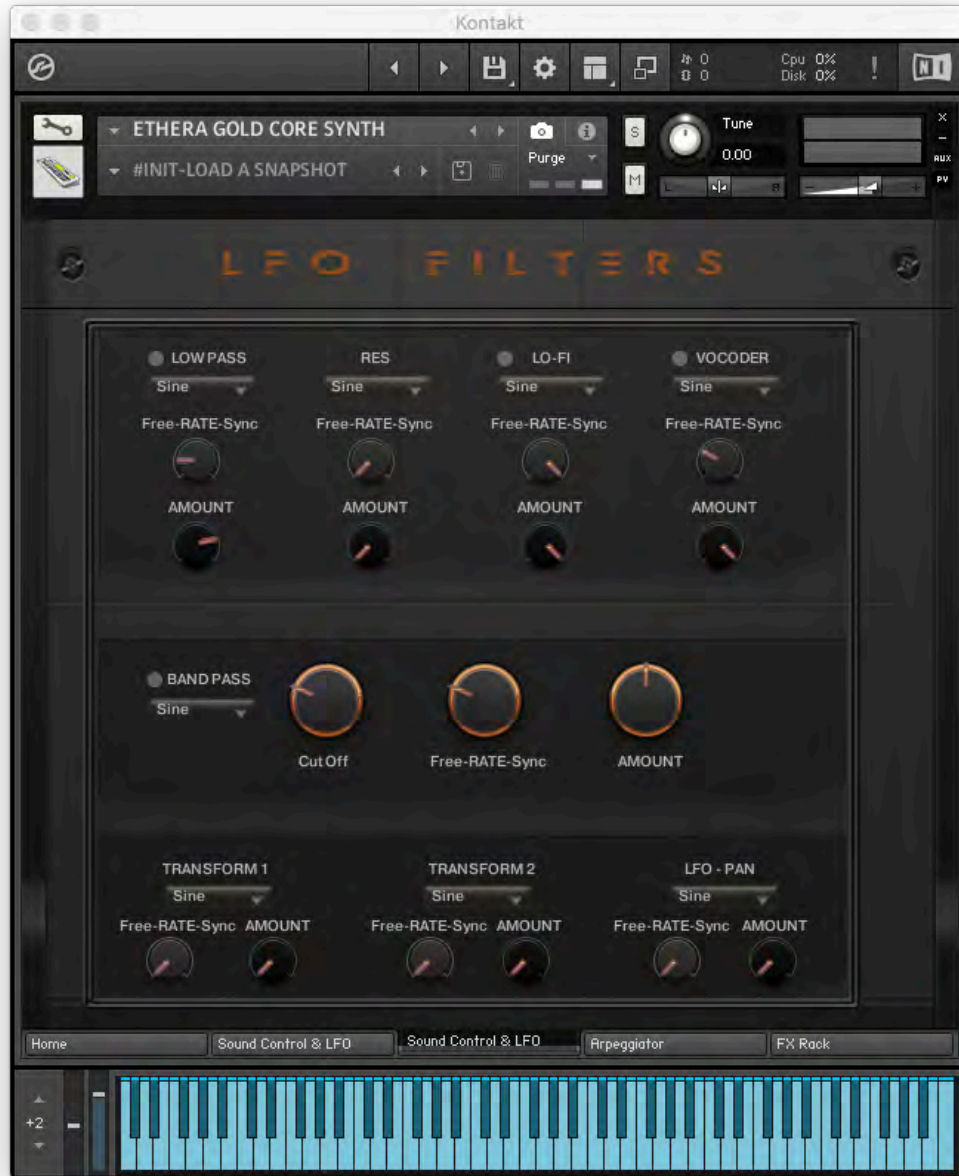 Kontakt
0 Cpu 0%
0 Disk 0% ! NI
ETHERA GOLD CORE SYNTH
#INIT-LOAD A SNAPSHOT
Purge
S
M
Tune
0.00
L R
- +
×
-
AUX
PV
LFO FILTERS
LOW PASS RES LO-FI VOCODER
Sine Sine Sine Sine
Free-RATE-Sync Free-RATE-Sync Free-RATE-Sync Free-RATE-Sync
AMOUNT AMOUNT AMOUNT AMOUNT
BAND PASS
Sine
Cut Off Free-RATE-Sync AMOUNT
TRANSFORM 1 TRANSFORM 2 LFO - PAN
Sine Sine Sine
Free-RATE-Sync AMOUNT Free-RATE-Sync AMOUNT Free-RATE-Sync AMOUNT
Home Sound Control & LFO Sound Control & LFO Arpeggiator FX Rack
+2